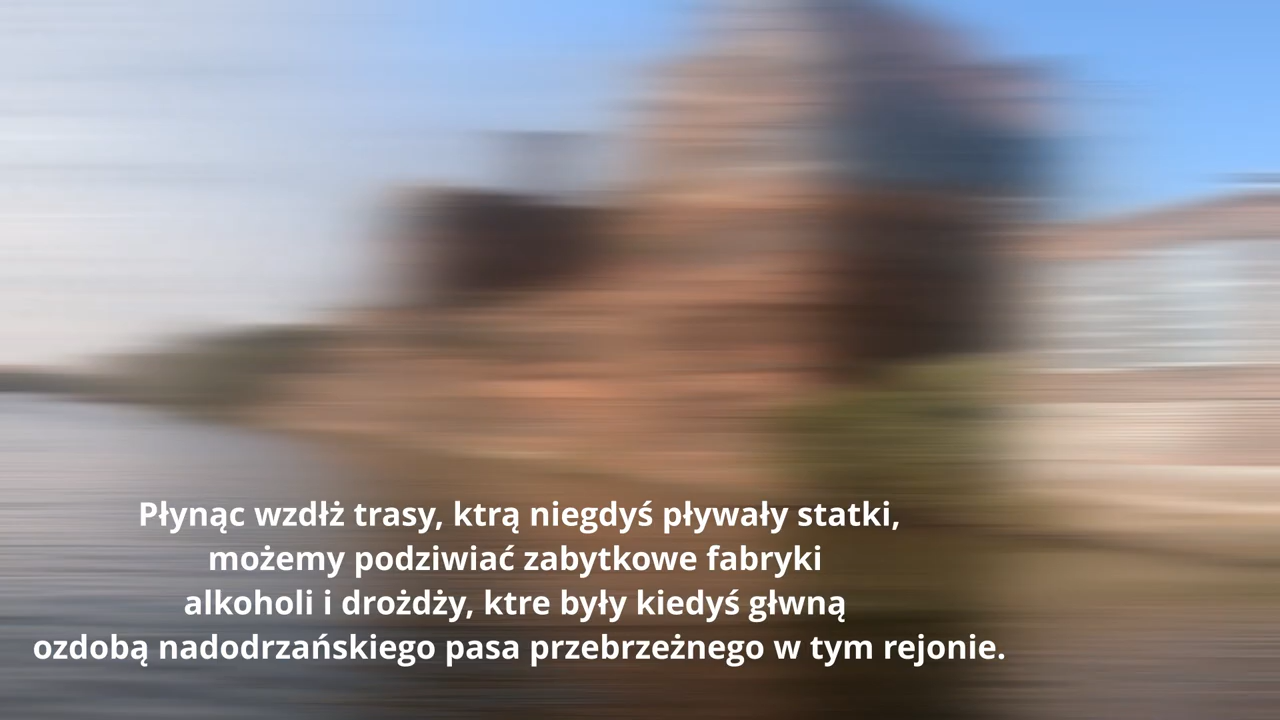 Płynąc wzdłż trasy, ktrą niegdyś pływały statki,
możemy podziwiać zabytkowe fabryki
alkoholi i drożdży, ktre były kiedyś głwną
ozdobą nadodrzańskiego pasa przebrzeżnego w tym rejonie.